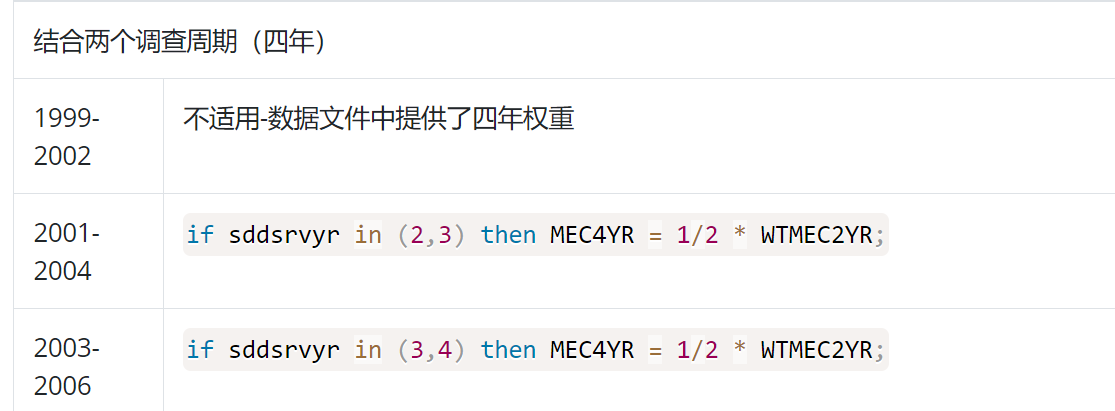 结合两个调查周期（四年）
1999-
2002
不适用-数据文件中提供了四年权重
2001-
2004
if sddsrvyr in (2,3) then MEC4YR = 1/2 * WTMEC2YR;
2003-
2006
if sddsrvyr in (3,4) then MEC4YR = 1/2 * WTMEC2YR;